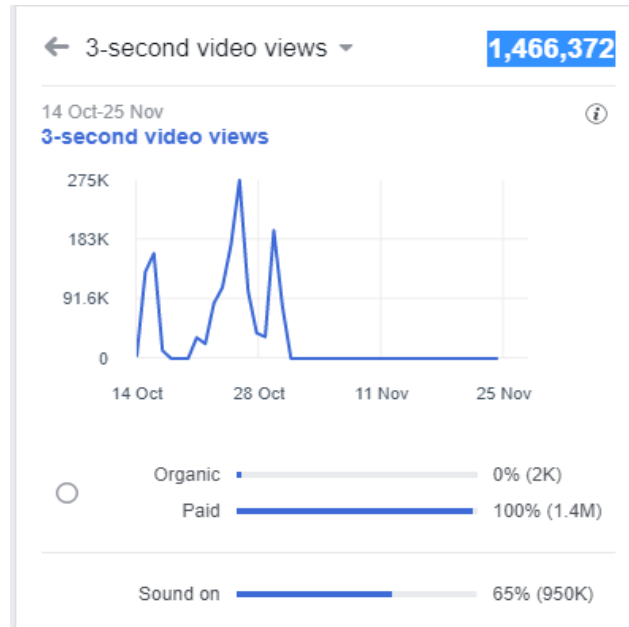 3-second video views 1,466,372
14 Oct-25 Nov
3-second video views
275K
183K
91.6K
0
14 Oct 28 Oct 11 Nov 25 Nov
Organic 0% (2K)
Paid 100% (1.4M)
Sound on 65% (950K)